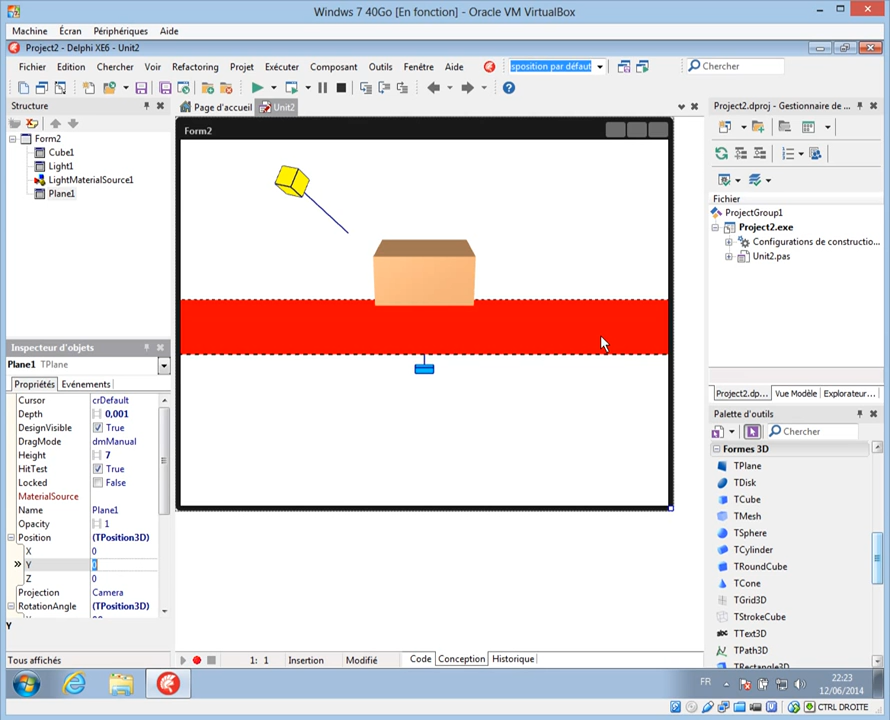 Windws 7 40Go [En fonction] - Oracle VM VirtualBox
Machine Écran Périphériques Aide
Project2 - Delphi XE6 - Unit2
Fichier Edition Chercher Voir Refactoring Projet Exécuter Composant Outils Fenêtre Aide sposition par défaut Chercher
Structure
Page d'accueil Unit2
Project2.dproj - Gestionnaire de ...
Form2
Cube1
Light1
LightMaterialSource1
Plane1
Form2
Fichier
ProjectGroup1
Project2.exe
Configurations de constructio...
Unit2.pas
Inspecteur d'objets
Plane1 TPlane
Propriétés Evénements
Cursor crDefault
Depth 0,001
DesignVisible True
DragMode dmManual
Height 7
HitTest True
Locked False
MaterialSource
Name Plane1
Opacity 1
Position (TPosition3D)
X 0
Y 0
Z 0
Projection Camera
RotationAngle (TPosition3D)
Y
Tous affichés
1: 1 Insertion Modifié Code Conception Historique
Project2.dp... Vue Modèle Explorateur...
Palette d'outils
Chercher
Formes 3D
TPlane
TDisk
TCube
TMesh
TSphere
TCylinder
TRoundCube
TCone
TGrid3D
TStrokeCube
TText3D
TPath3D
TRectangle3D
FR 22:23
12/06/2014
CTRL DROITE